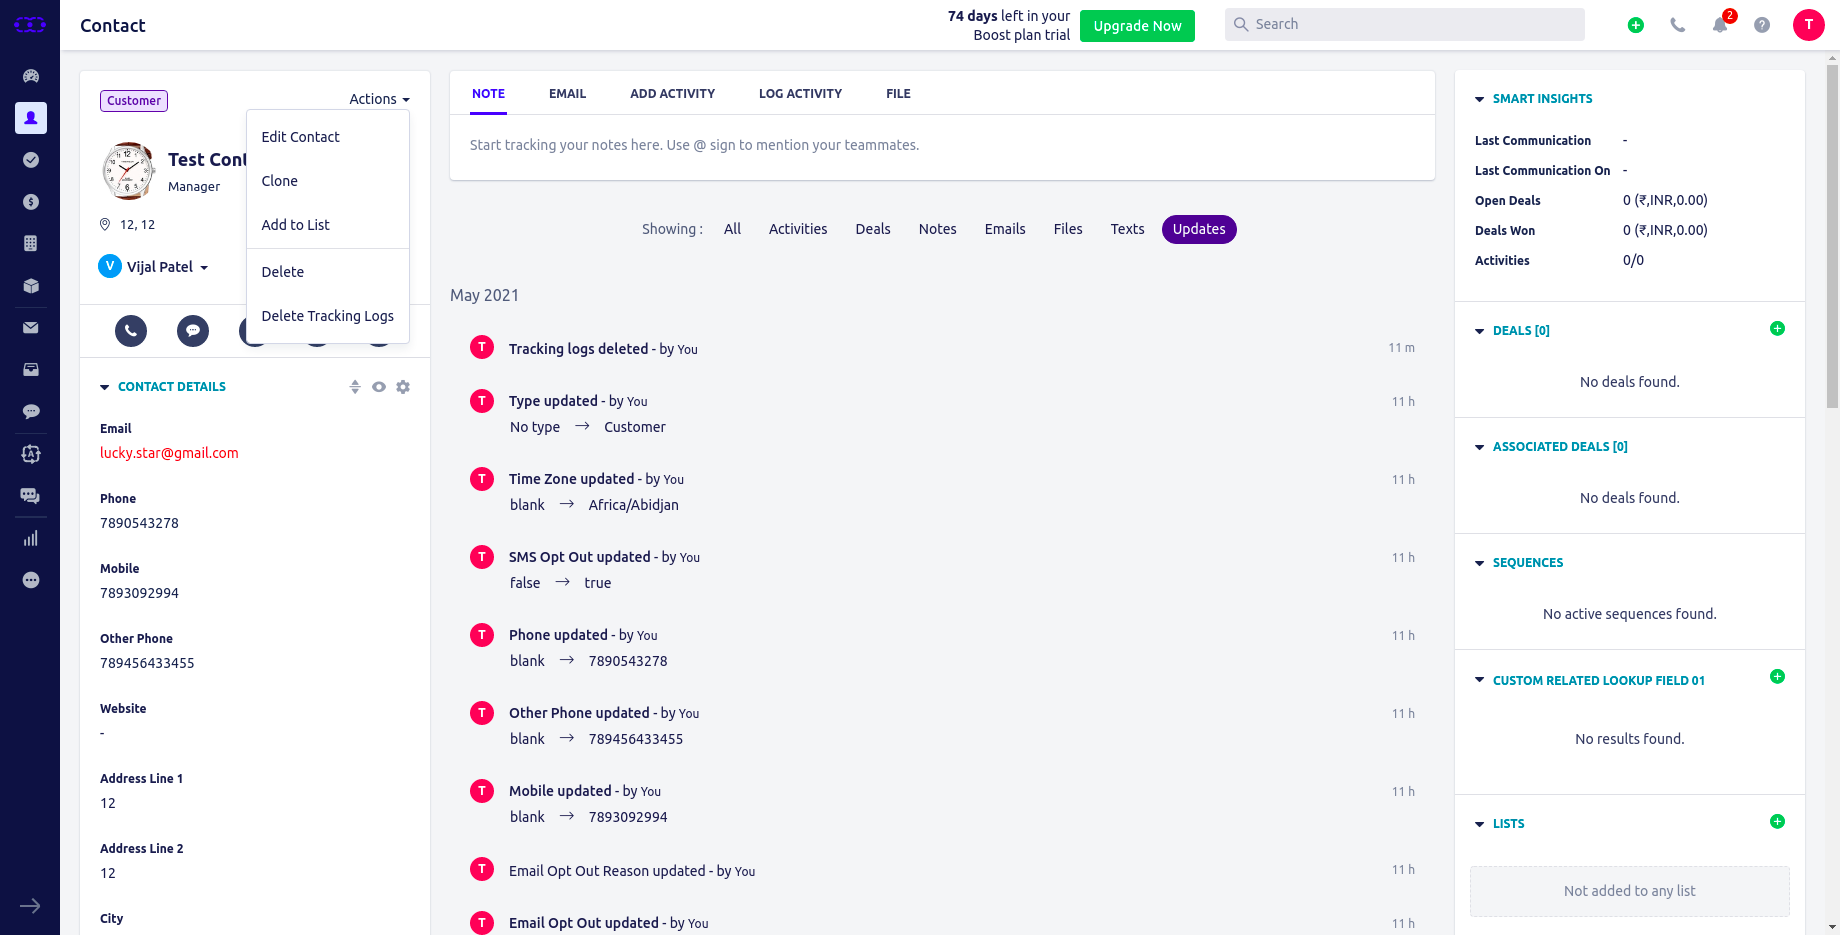 Contact
74 days left in your
Boost plan trial
Upgrade Now
Search
2
?
T
Customer
Actions
Edit Contact
Clone
Add to List
Delete
Delete Tracking Logs
Test Cont
Manager
12, 12
V Vijal Patel
CONTACT DETAILS
Email
lucky.star@gmail.com
Phone
7890543278
Mobile
7893092994
Other Phone
789456433455
Website
-
Address Line 1
12
Address Line 2
12
City
NOTE EMAIL ADD ACTIVITY LOG ACTIVITY FILE
Start tracking your notes here. Use @ sign to mention your teammates.
Showing : All Activities Deals Notes Emails Files Texts Updates
May 2021
T Tracking logs deleted - by You 11 m
T Type updated - by You 11 h
No type → Customer
T Time Zone updated - by You 11 h
blank → Africa/Abidjan
T SMS Opt Out updated - by You 11 h
false → true
T Phone updated - by You 11 h
blank → 7890543278
T Other Phone updated - by You 11 h
blank → 789456433455
T Mobile updated - by You 11 h
blank → 7893092994
T Email Opt Out Reason updated - by You 11 h
T Email Opt Out updated - by You 11 h
SMART INSIGHTS
Last Communication -
Last Communication On -
Open Deals 0 (₹,INR,0.00)
Deals Won 0 (₹,INR,0.00)
Activities 0/0
DEALS [0]
No deals found.
ASSOCIATED DEALS [0]
No deals found.
SEQUENCES
No active sequences found.
CUSTOM RELATED LOOKUP FIELD 01
No results found.
LISTS
Not added to any list